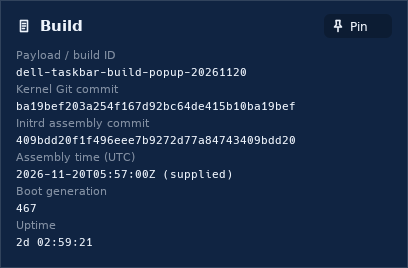 Build
Pin
Payload / build ID
dell-taskbar-build-popup-20261120
Kernel Git commit
ba19bef203a254f167d92bc64de415b10ba19bef
Initrd assembly commit
409bdd20f1f496eee7b9272d77a84743409bdd20
Assembly time (UTC)
2026-11-20T05:57:00Z (supplied)
Boot generation
467
Uptime
2d 02:59:21